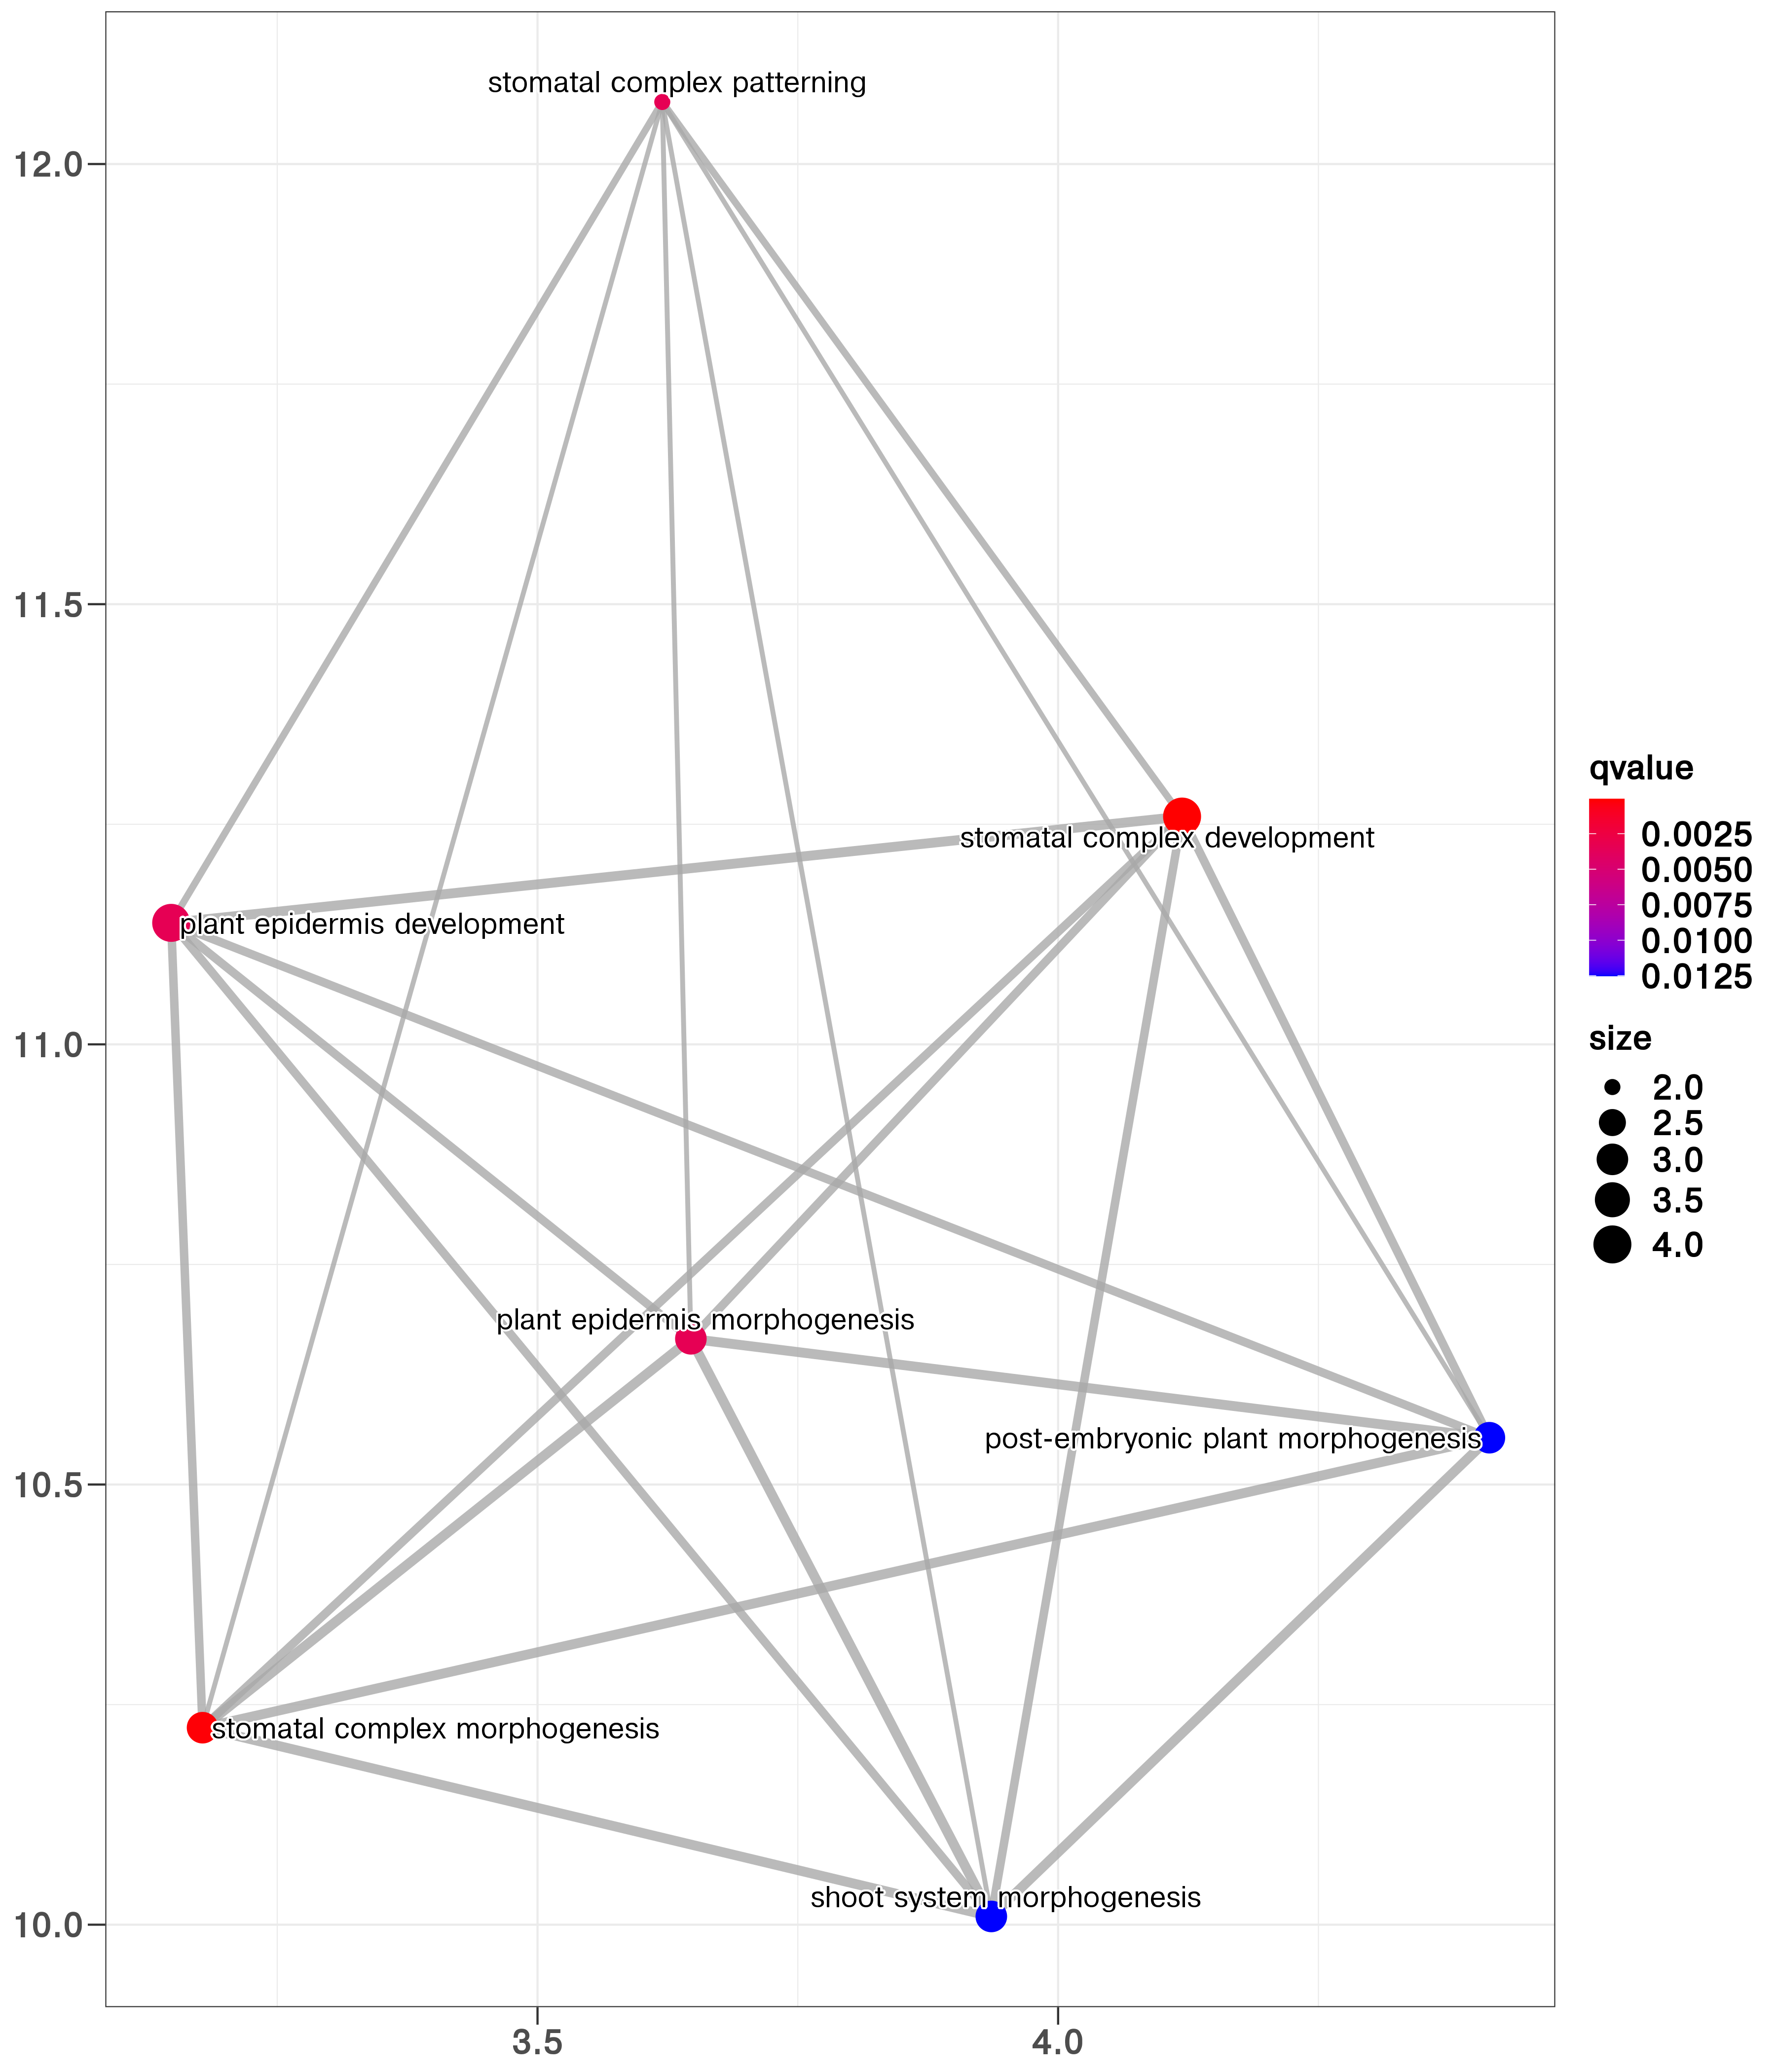 stomatal complex patterning
12.0
11.5
qvalue
0.0025
0.0050
0.0075
0.0100
0.0125
stomatal complex development
plant epidermis development
size
2.0
2.5
3.0
3.5
4.0
11.0
plant epidermis morphogenesis
post-embryonic plant morphogenesis
10.5
stomatal complex morphogenesis
shoot system morphogenesis
10.0
3.5
4.0